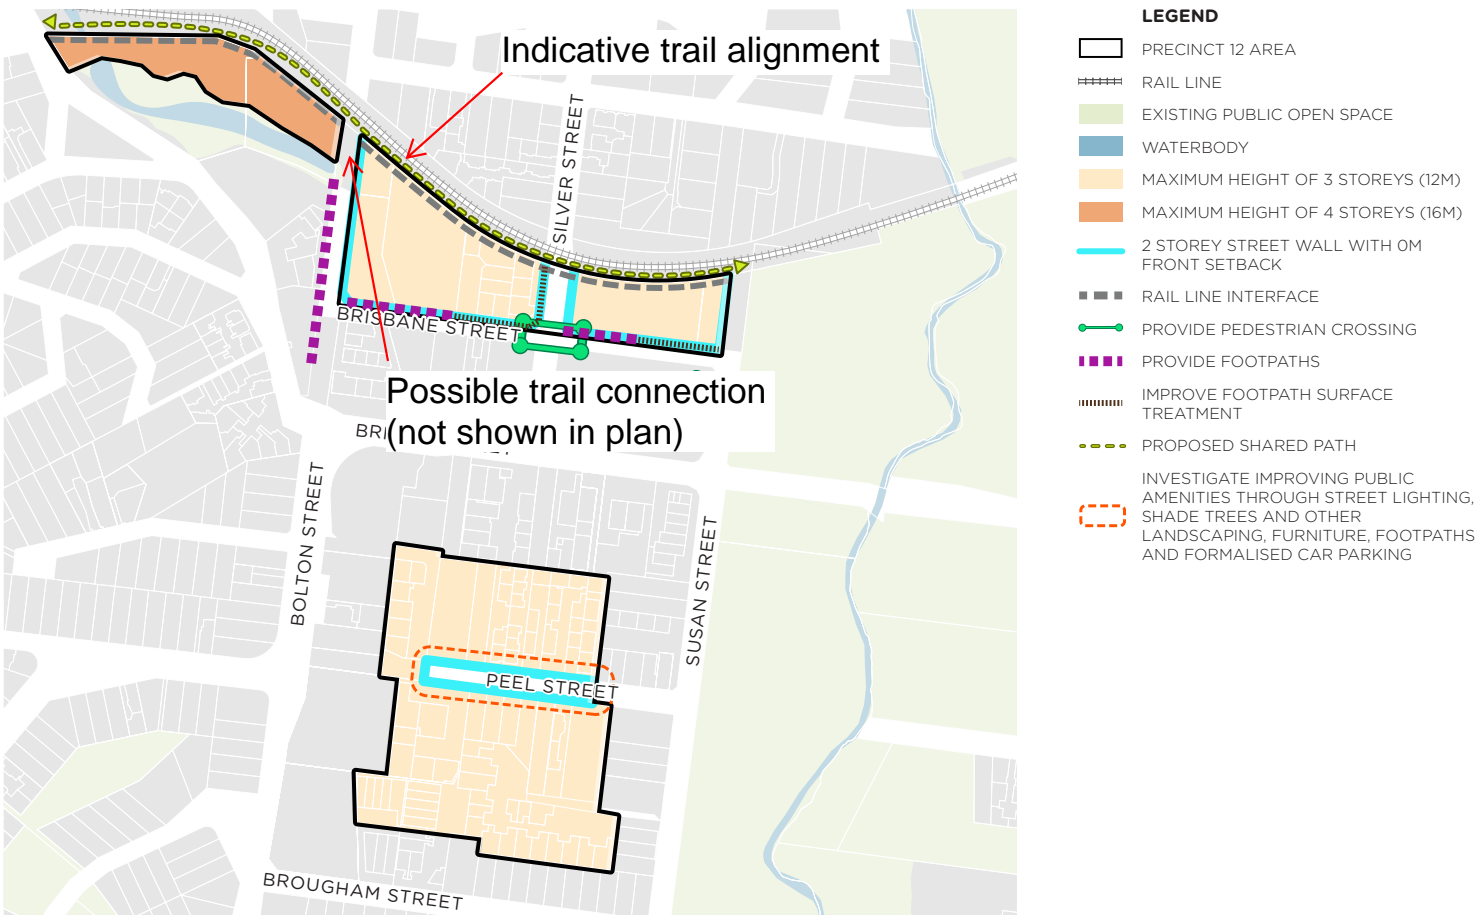 Indicative trail alignment
SILVER STREET
BRISBANE STREET
Possible trail connection
(not shown in plan)
BOLTON STREET
SUSAN STREET
PEEL STREET
BROUGHAM STREET
LEGEND
PRECINCT 12 AREA
RAIL LINE
EXISTING PUBLIC OPEN SPACE
WATERBODY
MAXIMUM HEIGHT OF 3 STOREYS (12M)
MAXIMUM HEIGHT OF 4 STOREYS (16M)
2 STOREY STREET WALL WITH 0M
FRONT SETBACK
RAIL LINE INTERFACE
PROVIDE PEDESTRIAN CROSSING
PROVIDE FOOTPATHS
IMPROVE FOOTPATH SURFACE
TREATMENT
PROPOSED SHARED PATH
INVESTIGATE IMPROVING PUBLIC
AMENITIES THROUGH STREET LIGHTING,
SHADE TREES AND OTHER
LANDSCAPING, FURNITURE, FOOTPATHS
AND FORMALISED CAR PARKING